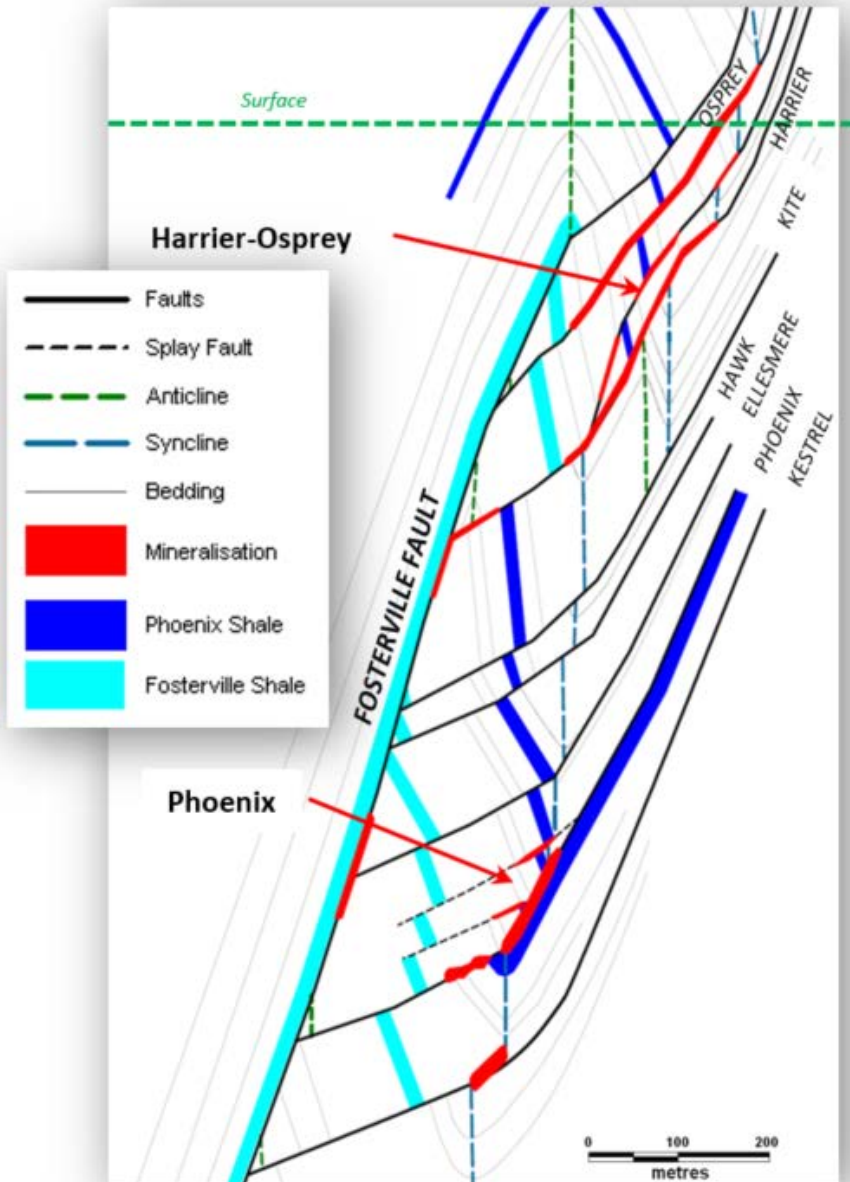 Surface
OSPREY
HARRIER
Harrier-Osprey
KITE
Faults
Splay Fault
Anticline
Syncline
Bedding
Mineralisation
Phoenix Shale
Fosterville Shale
HAWK
ELLESMERE
PHOENIX
KESTREL
FOSTERVILLE FAULT
Phoenix
0 100 200
metres